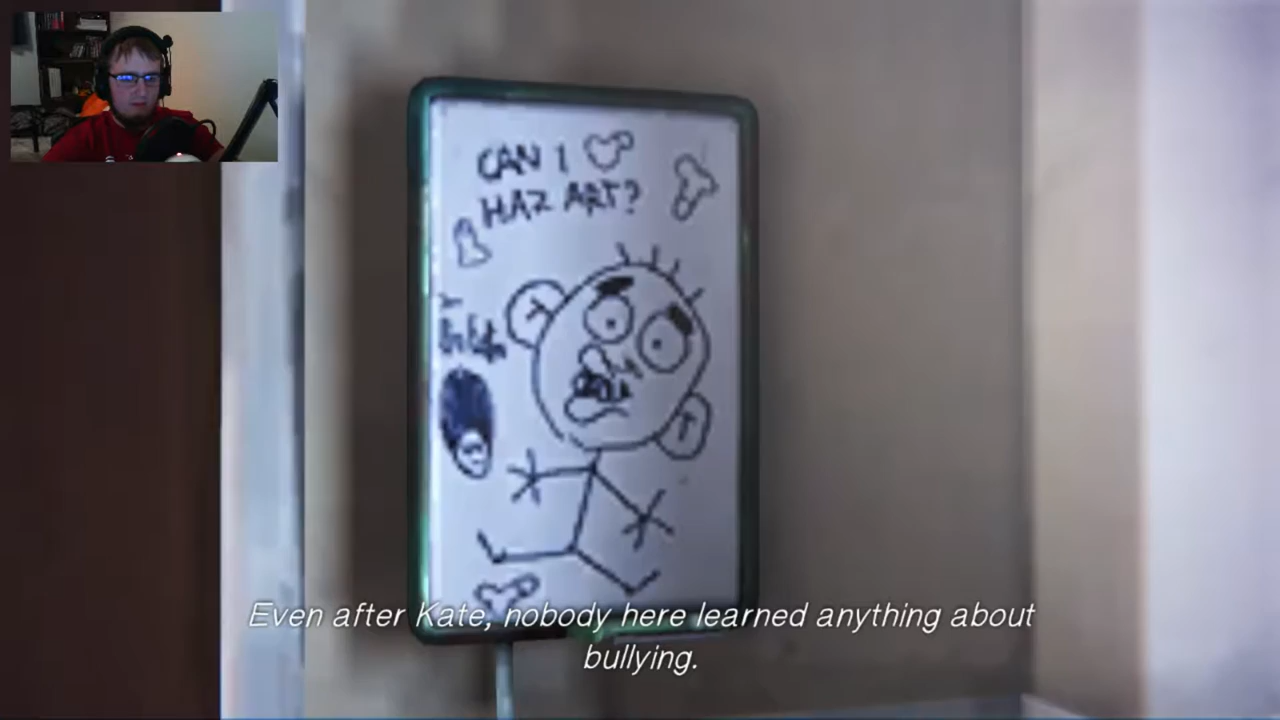 CAN I
HAZ ART?
Even after Kate, nobody here learned anything about
bullying.